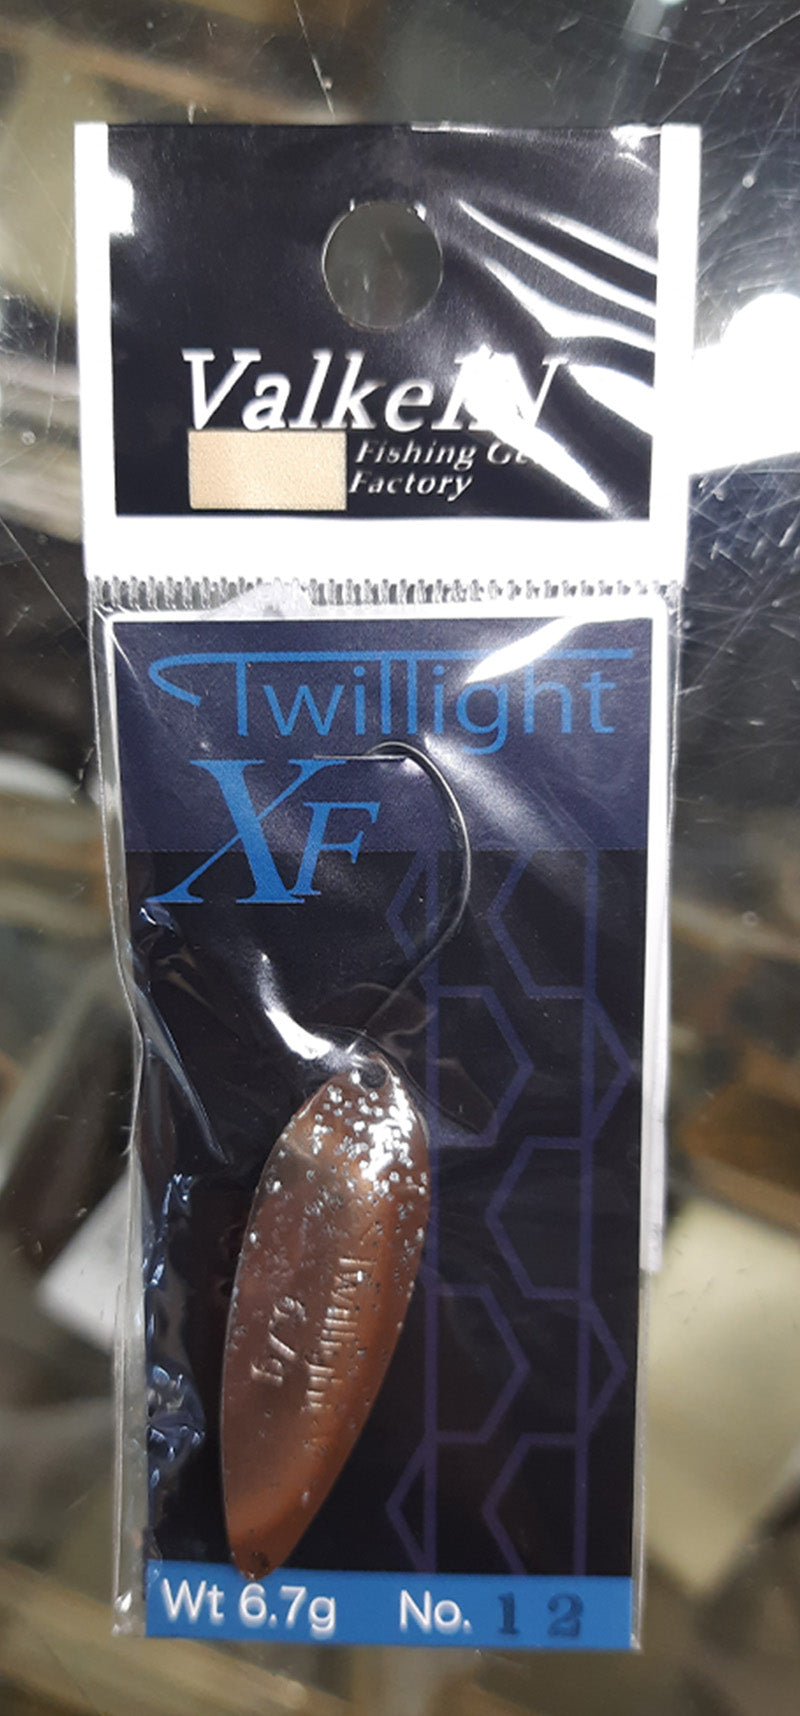 ValkeIN
Fishing
Factory
Twillight
XF
Twillight
6.7g
Wt 6.7g No. 12